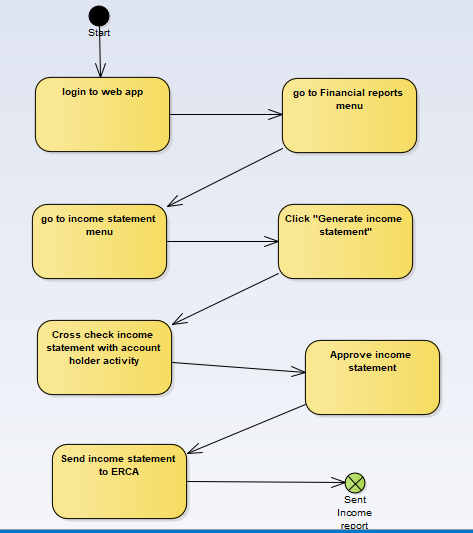 Start
login to web app
go to Financial reports
menu
go to income statement
menu
Click "Generate income
statement"
Cross check income
statement with account
holder activity
Approve income
statement
Send income statement
to ERCA
Sent
Income
report